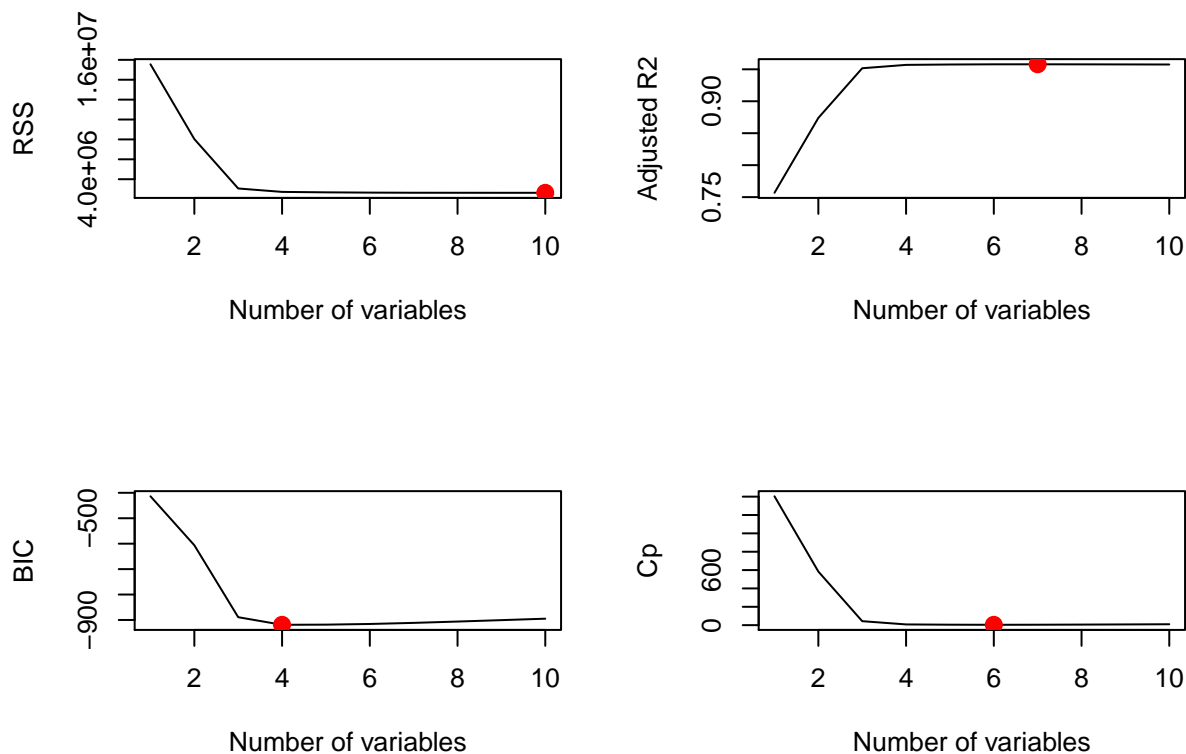 RSS
1.6e+07
4.0e+06
2 4 6 8 10
Number of variables
Adjusted R2
0.90
0.75
2 4 6 8 10
Number of variables
BIC
−500
−900
2 4 6 8 10
Number of variables
Cp
600
0
2 4 6 8 10
Number of variables